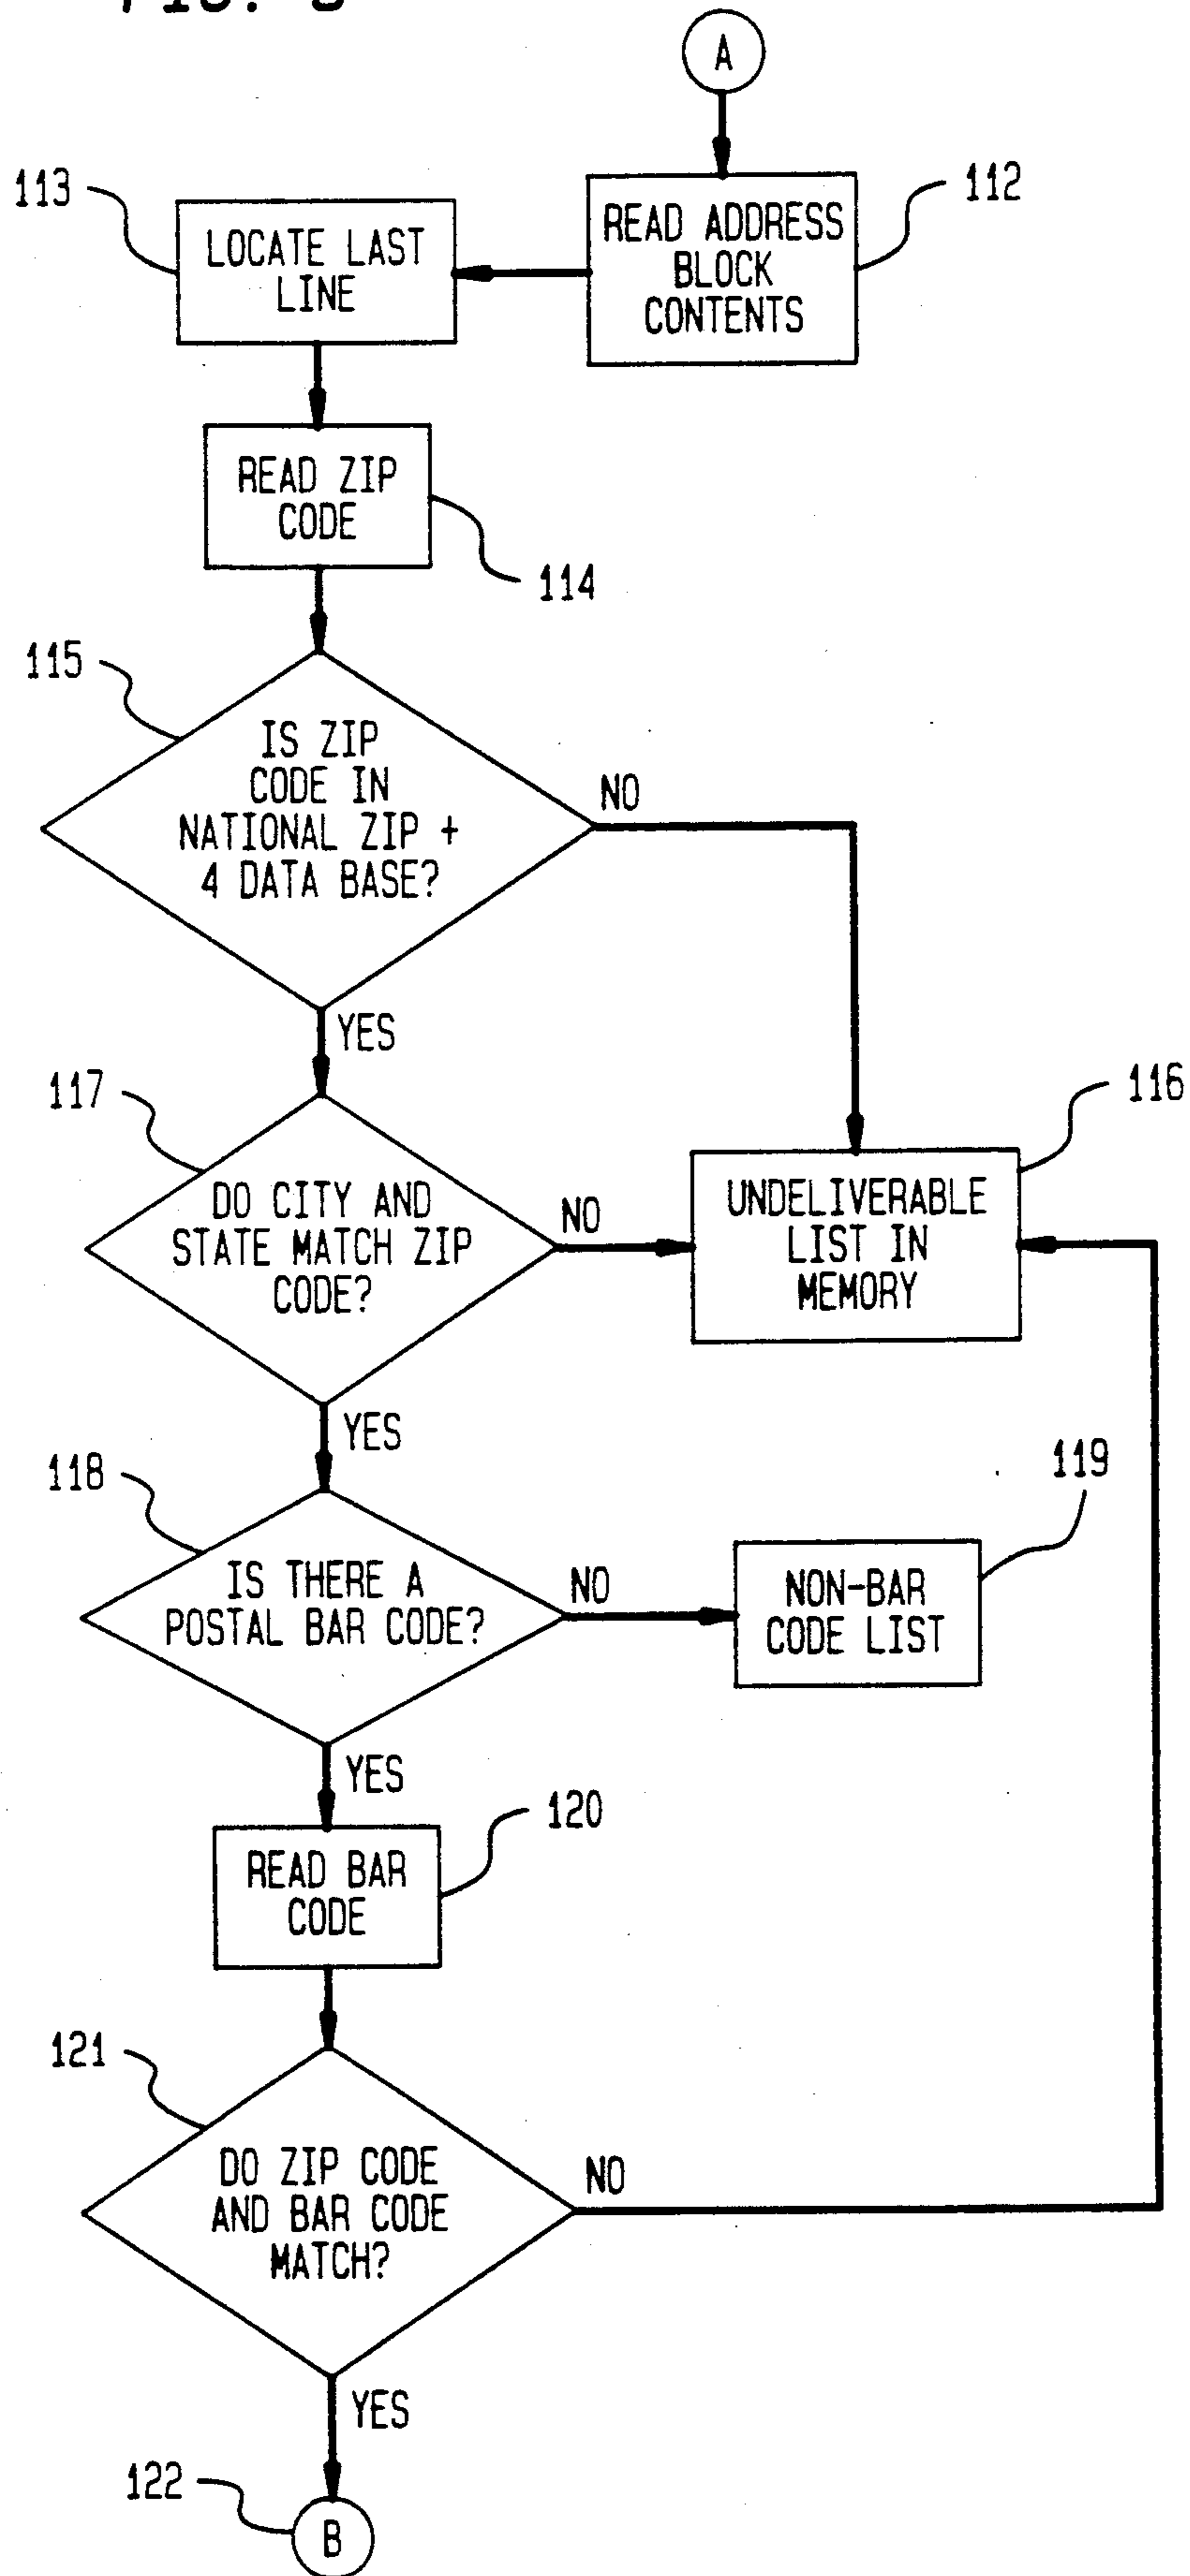 A
112
READ ADDRESS
BLOCK
CONTENTS
113
LOCATE LAST
LINE
READ ZIP
CODE
114
115
IS ZIP
CODE IN
NATIONAL ZIP +
4 DATA BASE?
NO
YES
116
UNDELIVERABLE
LIST IN
MEMORY
117
DO CITY AND
STATE MATCH ZIP
CODE?
NO
YES
118
IS THERE A
POSTAL BAR CODE?
NO
119
NON-BAR
CODE LIST
YES
120
READ BAR
CODE
121
DO ZIP CODE
AND BAR CODE
MATCH?
NO
YES
122
B